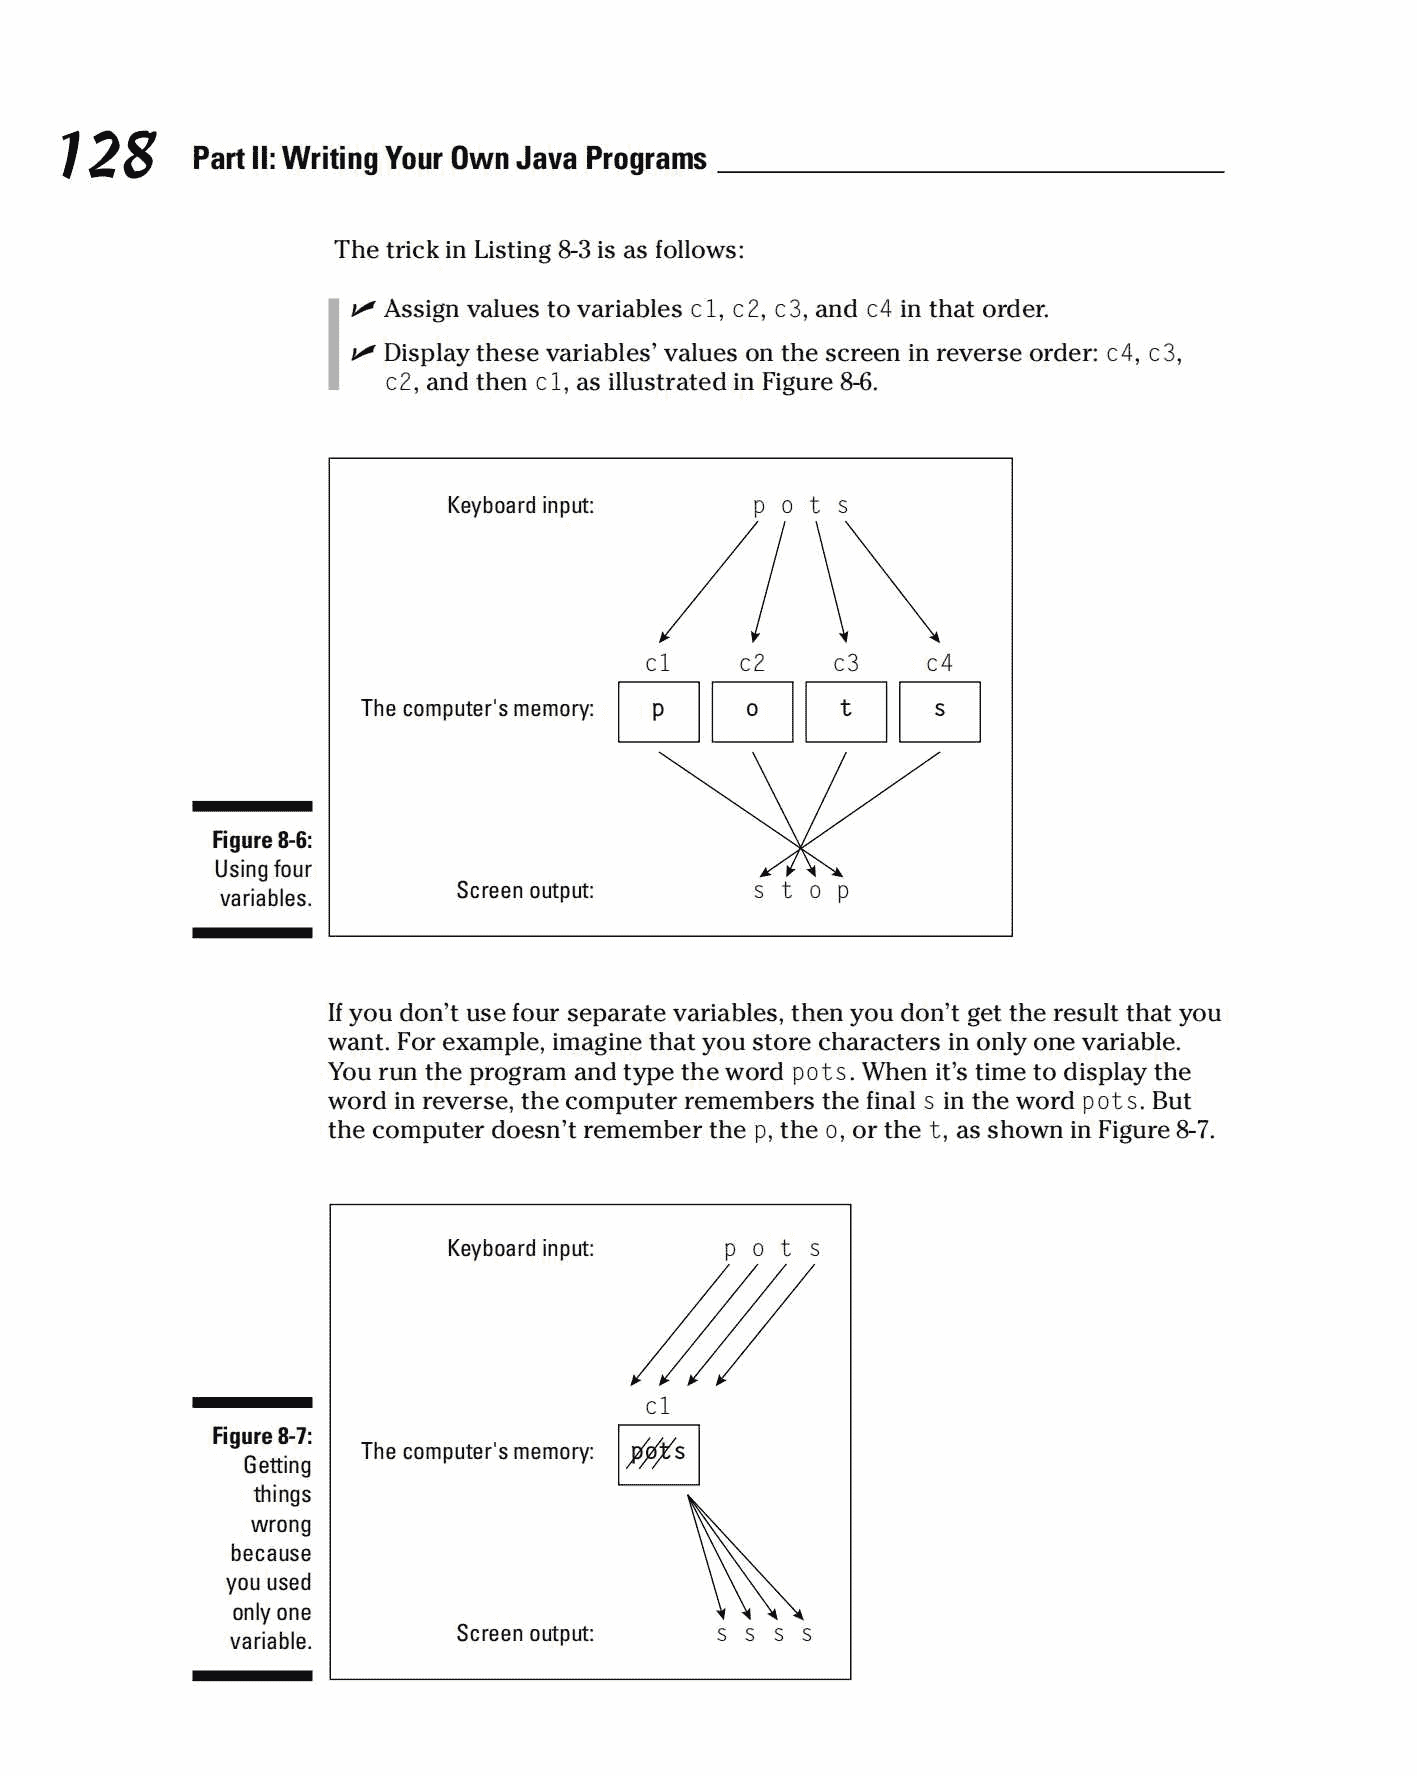 128 Part II: Writing Your Own Java Programs
The trick in Listing 8-3 is as follows:
✓ Assign values to variables c1, c2, c3, and c4 in that order.
✓ Display these variables’ values on the screen in reverse order: c4, c3,
c2, and then c1, as illustrated in Figure 8-6.
Keyboard input: p o t s
c1 c2 c3 c4
The computer's memory: p o t s
Screen output: s t o p
Figure 8-6:
Using four
variables.
If you don’t use four separate variables, then you don’t get the result that you
want. For example, imagine that you store characters in only one variable.
You run the program and type the word pots. When it’s time to display the
word in reverse, the computer remembers the final s in the word pots. But
the computer doesn’t remember the p, the o, or the t, as shown in Figure 8-7.
Keyboard input: p o t s
c1
The computer's memory: pots
Screen output: s s s s
Figure 8-7:
Getting
things
wrong
because
you used
only one
variable.